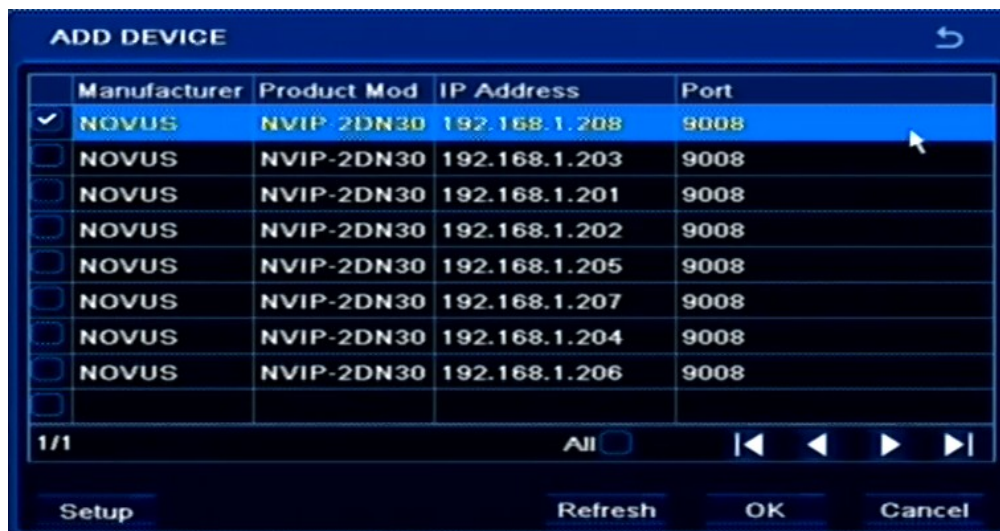 ADD DEVICE
Manufacturer Product Mod IP Address Port
NOVUS NVIP-2DN30 192.168.1.208 9008
NOVUS NVIP-2DN30 192.168.1.203 9008
NOVUS NVIP-2DN30 192.168.1.201 9008
NOVUS NVIP-2DN30 192.168.1.202 9008
NOVUS NVIP-2DN30 192.168.1.205 9008
NOVUS NVIP-2DN30 192.168.1.207 9008
NOVUS NVIP-2DN30 192.168.1.204 9008
NOVUS NVIP-2DN30 192.168.1.206 9008
1/1 All
Setup Refresh OK Cancel